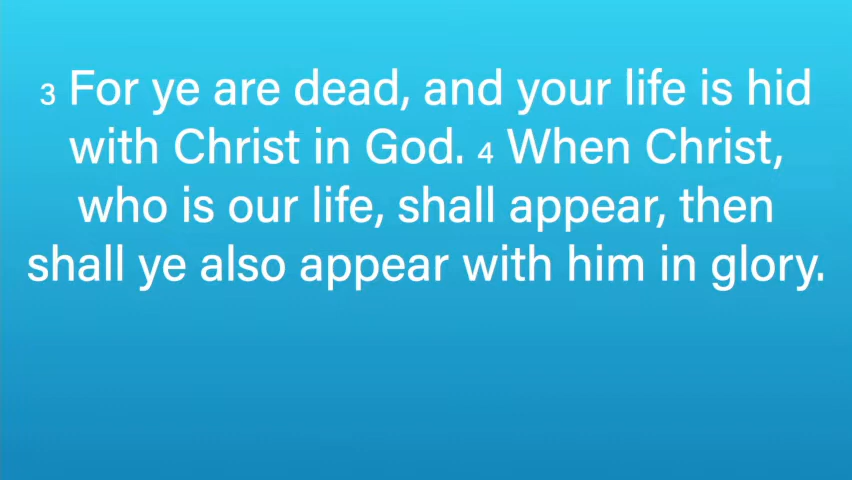 3 For ye are dead, and your life is hid
with Christ in God. 4 When Christ,
who is our life, shall appear, then
shall ye also appear with him in glory.